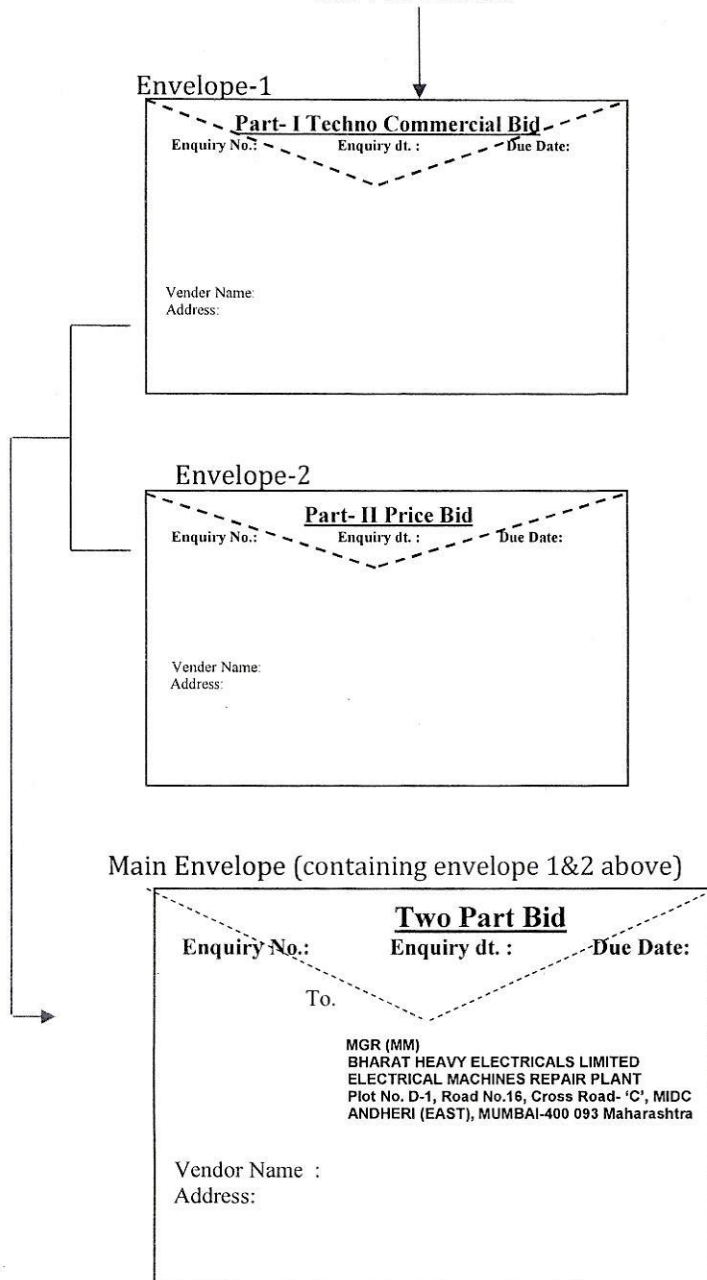 Envelope-1
Part- I Techno Commercial Bid
Enquiry No.: Enquiry dt. : Due Date:
Vender Name:
Address:
Envelope-2
Part- II Price Bid
Enquiry No.: Enquiry dt. : Due Date:
Vender Name:
Address:
Main Envelope (containing envelope 1&2 above)
Two Part Bid
Enquiry No.: Enquiry dt. : Due Date:
To.
MGR (MM)
BHARAT HEAVY ELECTRICALS LIMITED
ELECTRICAL MACHINES REPAIR PLANT
Plot No. D-1, Road No.16, Cross Road- ‘C’, MIDC
ANDHERI (EAST), MUMBAI-400 093 Maharashtra
Vendor Name :
Address: